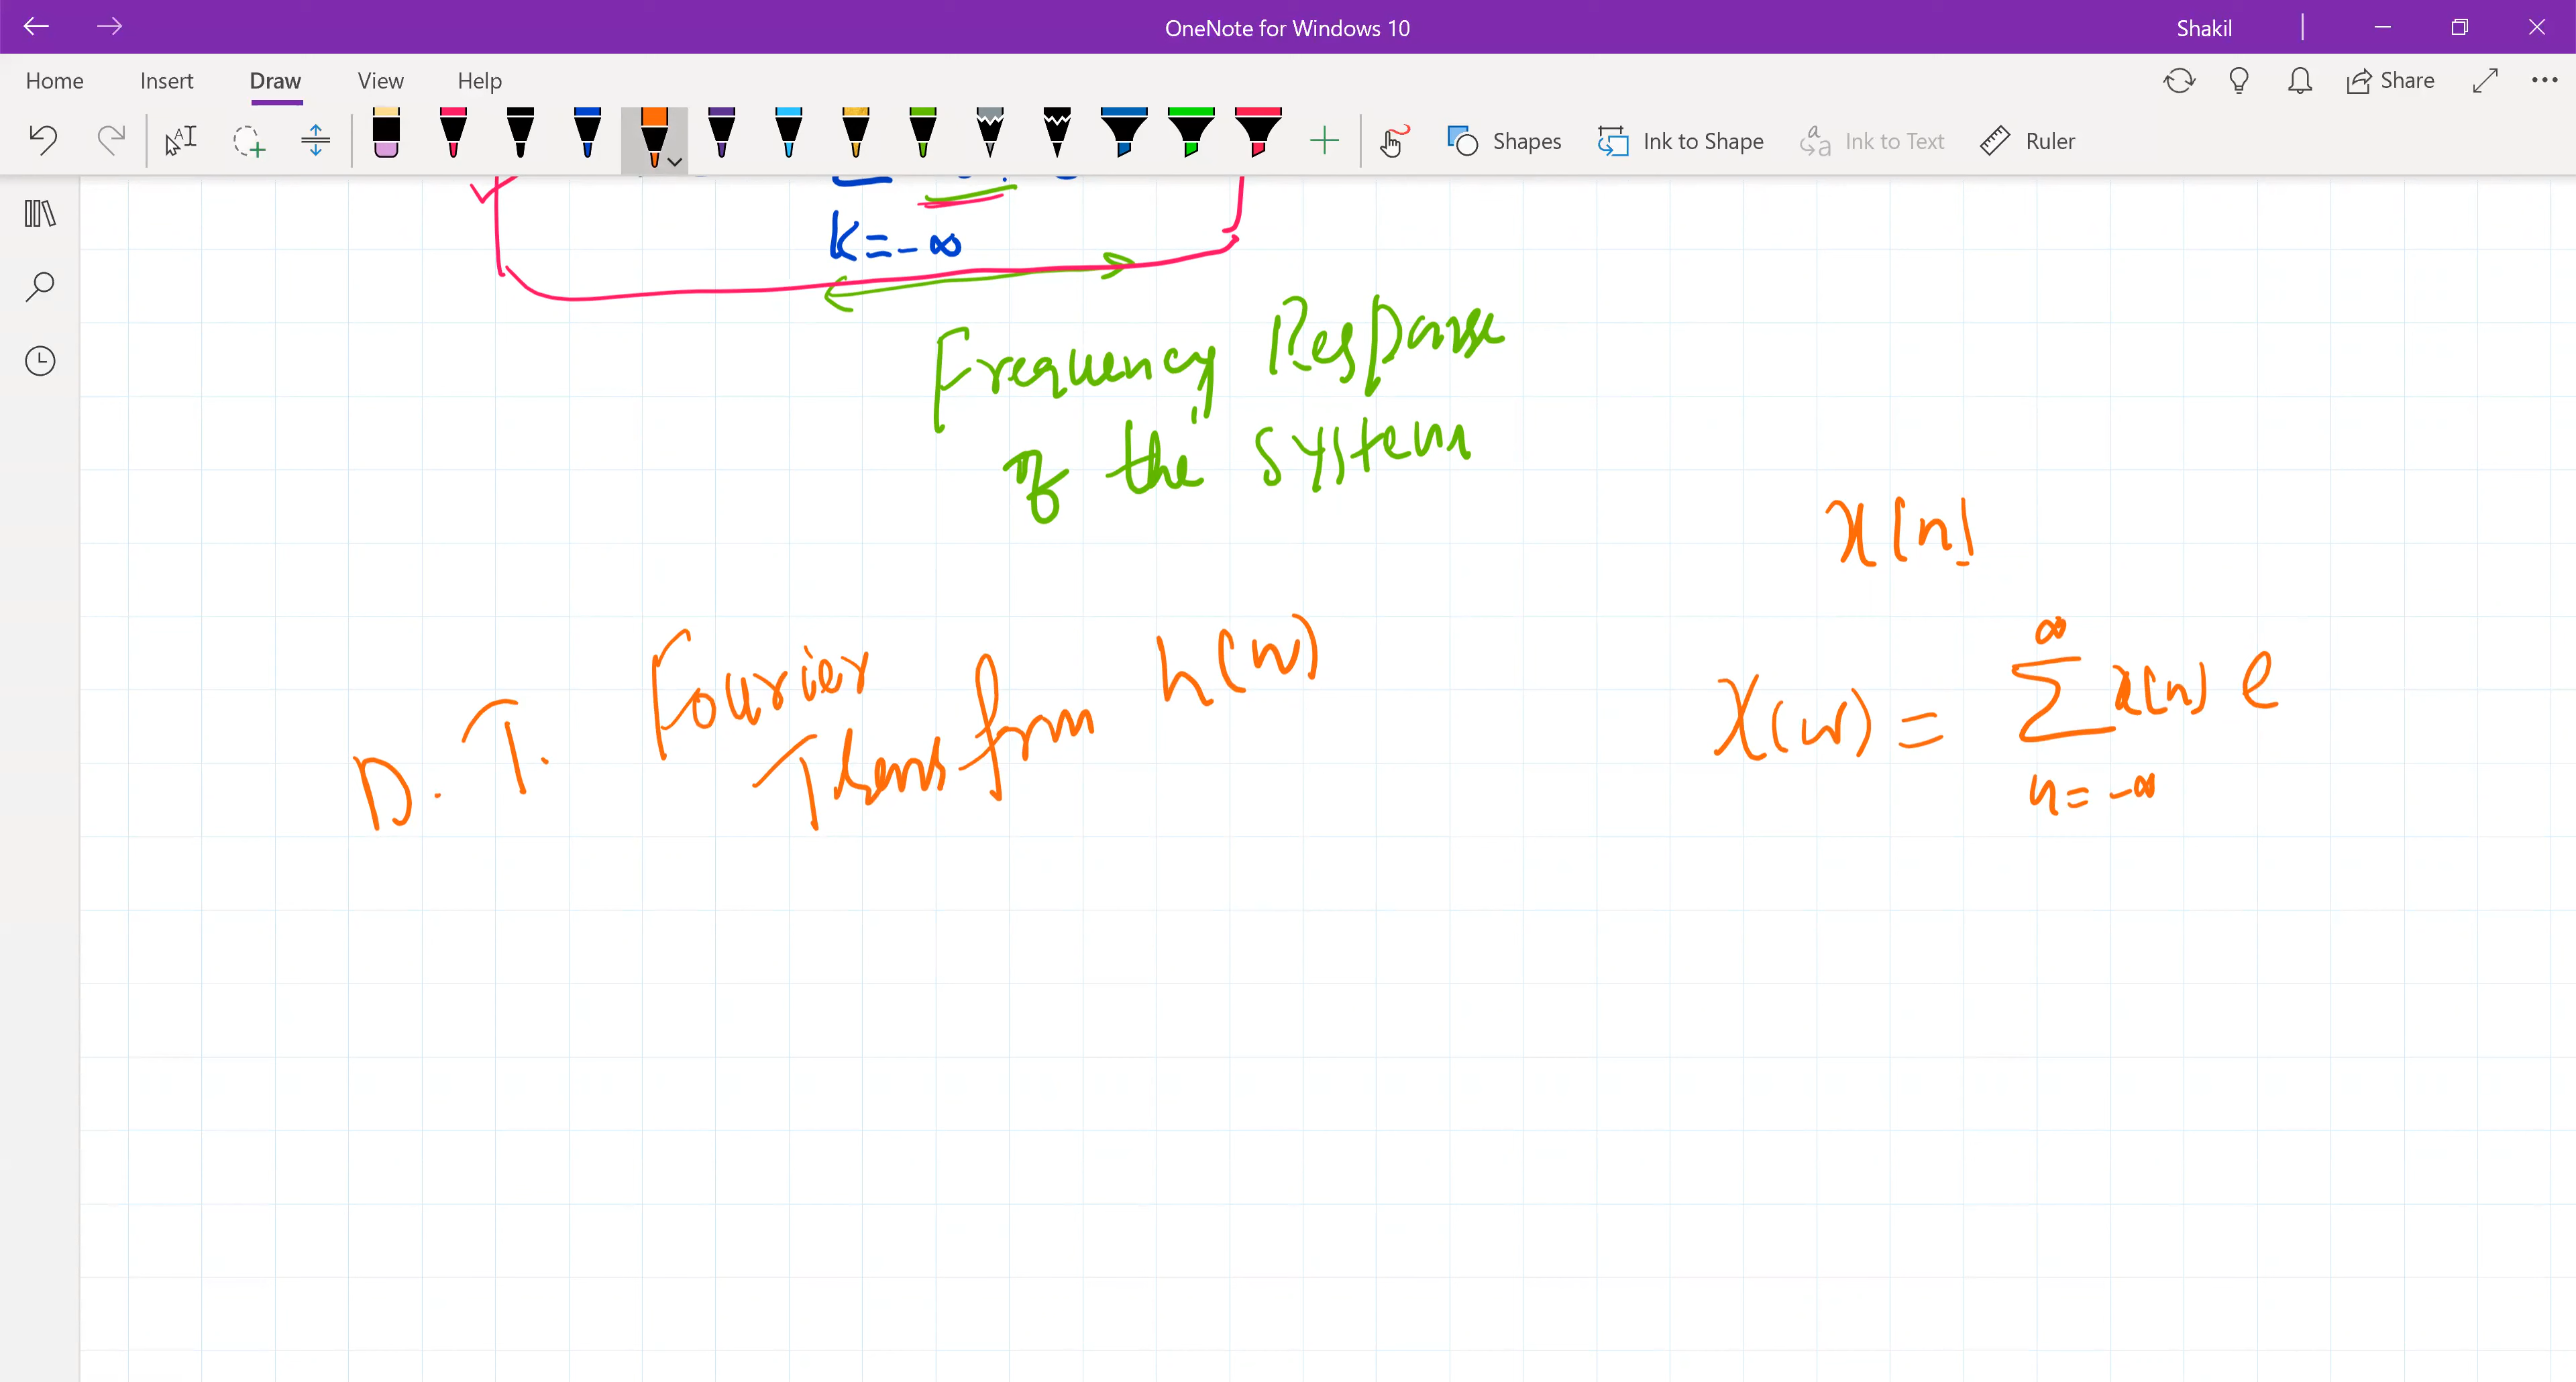 OneNote for Windows 10
Shakil
Home Insert Draw View Help
Share
Shapes Ink to Shape Ink to Text Ruler
k=-∞
Frequency Response
of the system
x[n]
D. T. Fourier
Transform h(n)
∞
X(w) = ∑ x[n] e
n=-∞